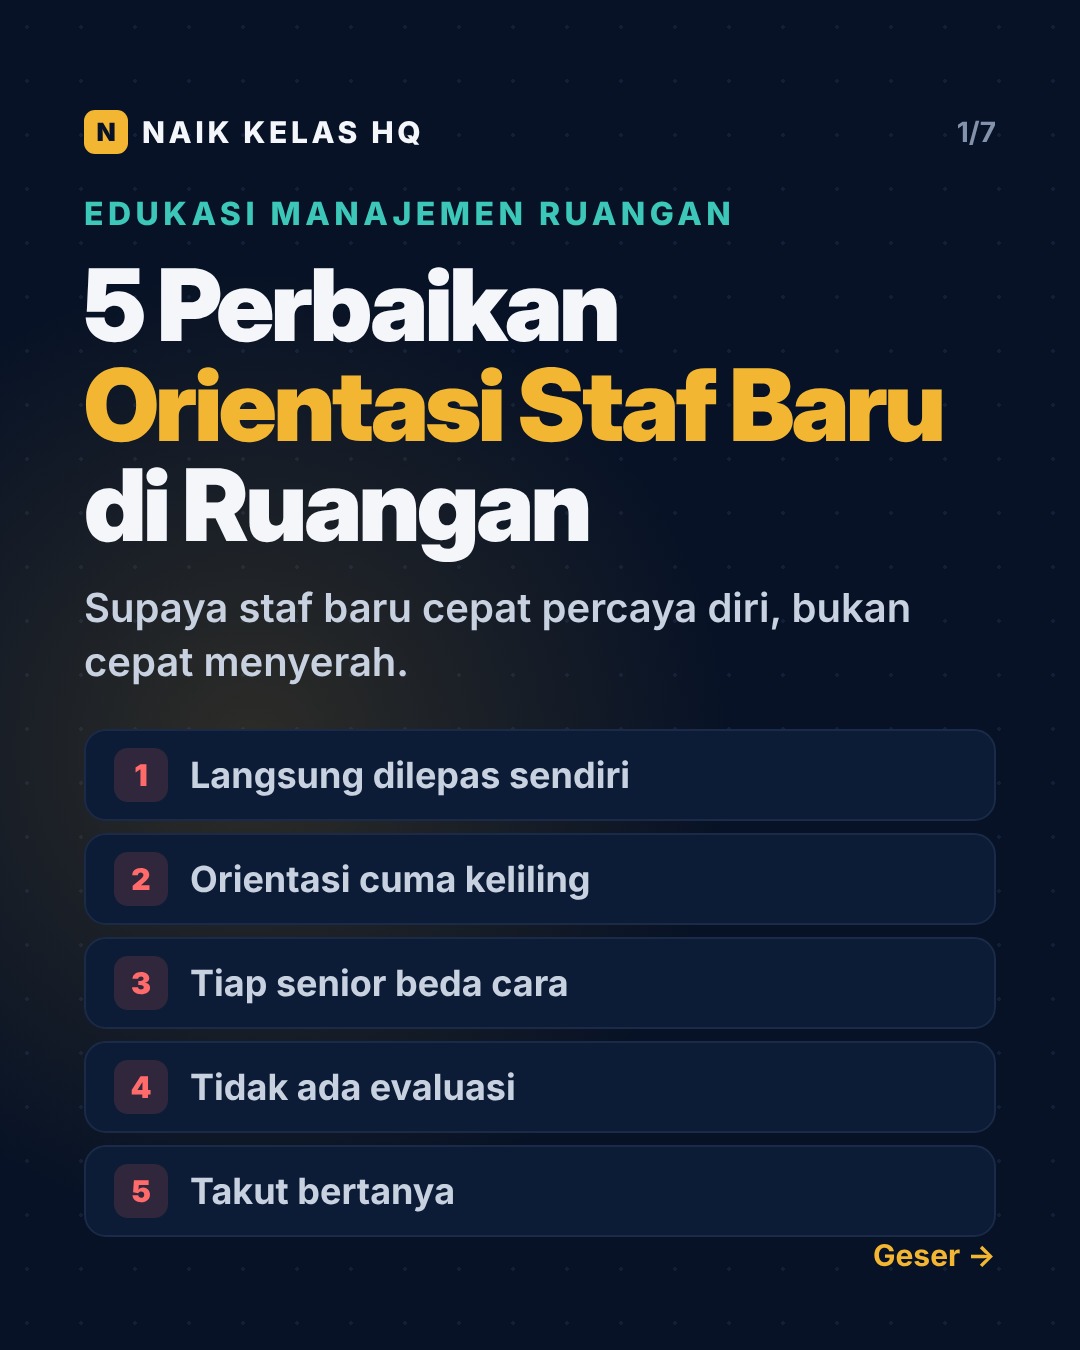 N NAIK KELAS HQ
1/7
EDUKASI MANAJEMEN RUANGAN
5 Perbaikan
Orientasi Staf Baru
di Ruangan
Supaya staf baru cepat percaya diri, bukan
cepat menyerah.
1 Langsung dilepas sendiri
2 Orientasi cuma keliling
3 Tiap senior beda cara
4 Tidak ada evaluasi
5 Takut bertanya
Geser →